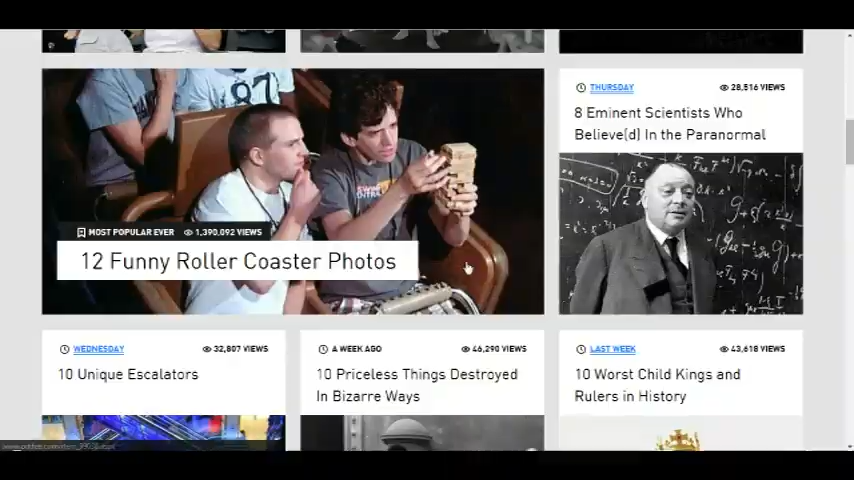 87
THURSDAY
28,516 VIEWS
8 Eminent Scientists Who
Believe(d) In the Paranormal
MOST POPULAR EVER
1,390,092 VIEWS
12 Funny Roller Coaster Photos
WEDNESDAY
32,807 VIEWS
10 Unique Escalators
A WEEK AGO
46,290 VIEWS
10 Priceless Things Destroyed
In Bizarre Ways
LAST WEEK
43,618 VIEWS
10 Worst Child Kings and
Rulers in History